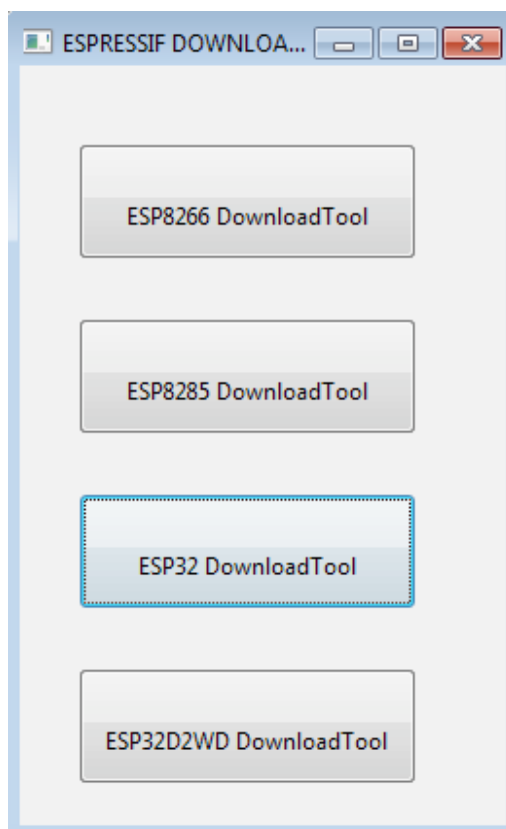 ESPRESSIF DOWNLOA...
ESP8266 DownloadTool
ESP8285 DownloadTool
ESP32 DownloadTool
ESP32D2WD DownloadTool